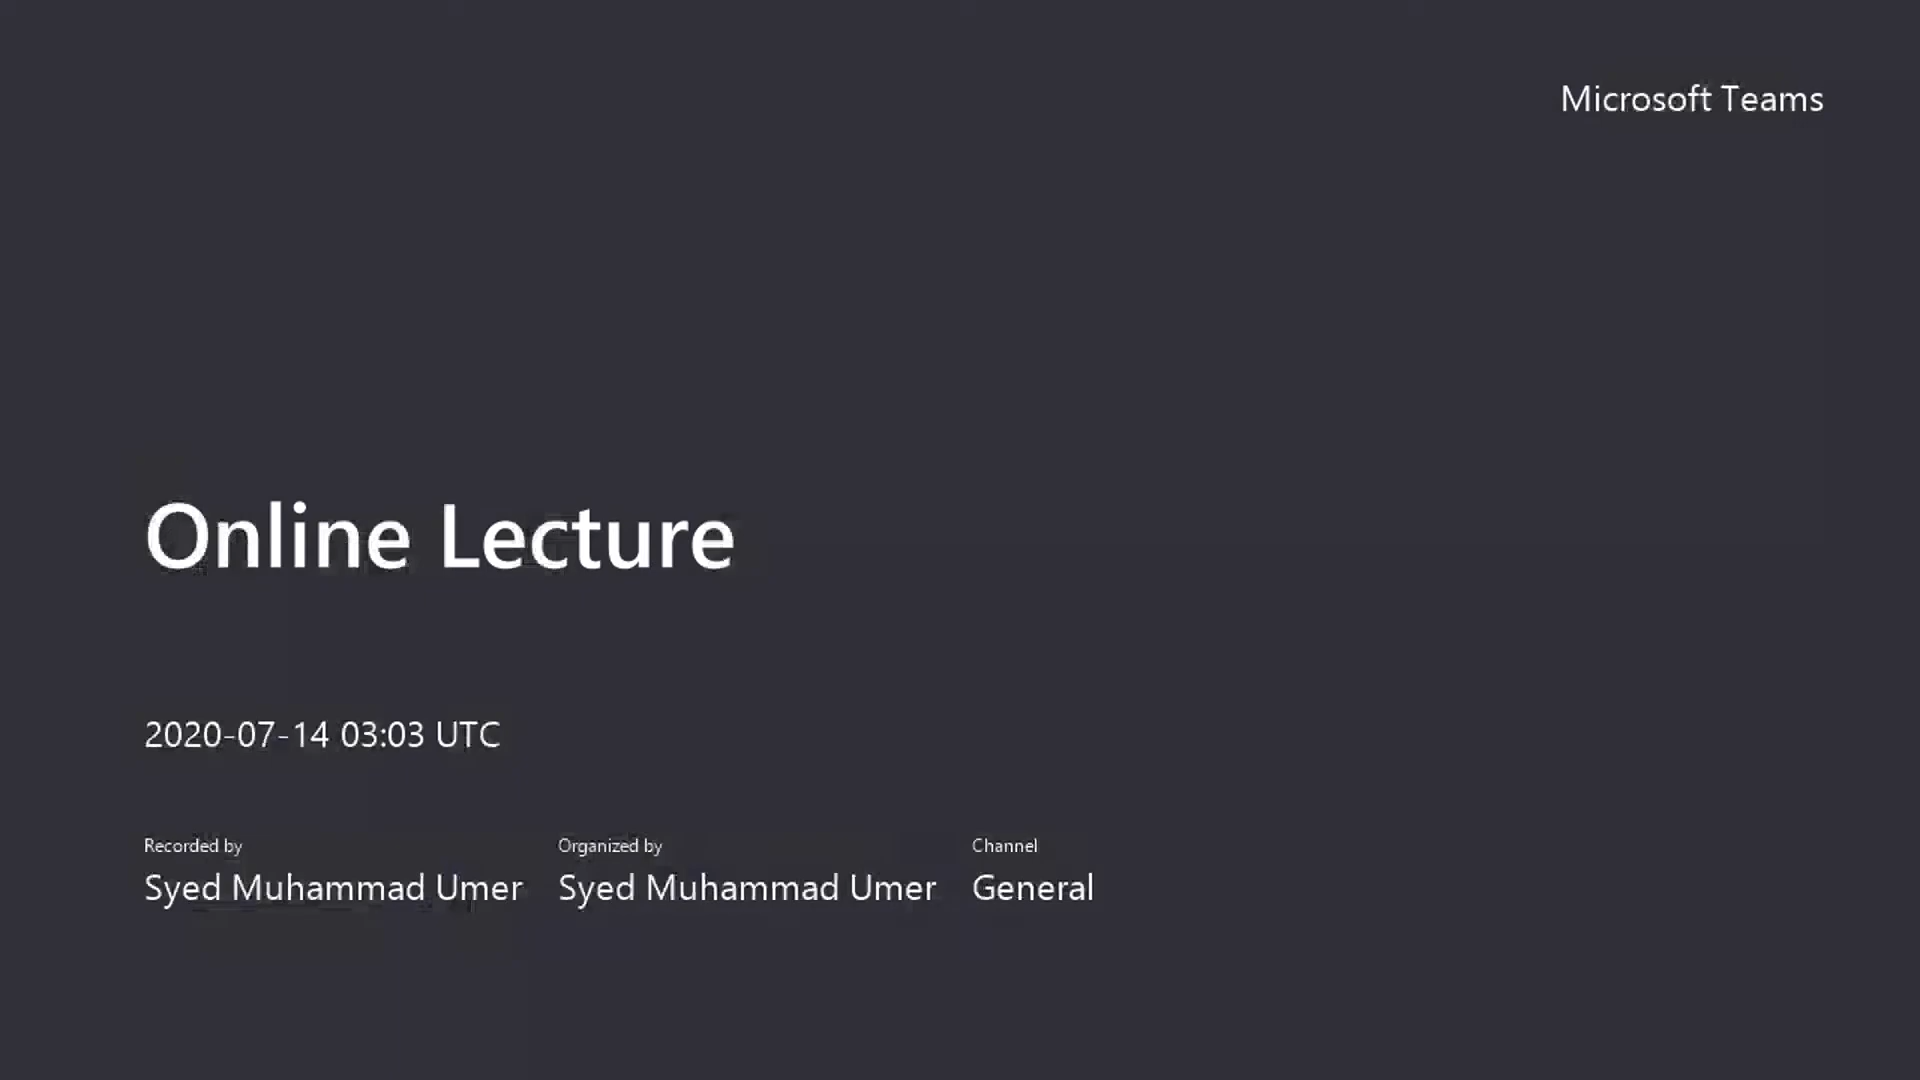 Microsoft Teams
Online Lecture
2020-07-14 03:03 UTC
Recorded by
Syed Muhammad Umer
Organized by
Syed Muhammad Umer
Channel
General